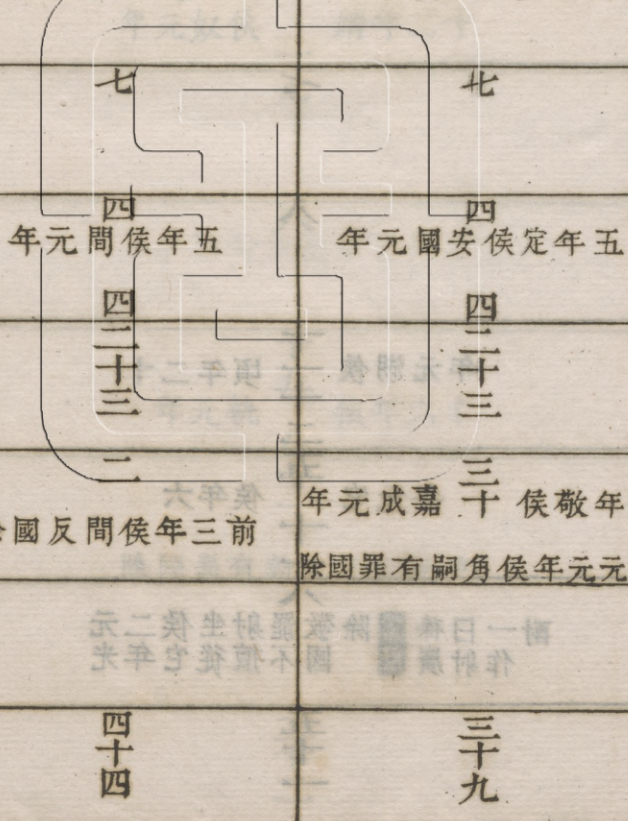 七
四
五年定侯安國元年
四
二十三
三十
年敬侯嘉成元年
元元年侯角嗣有罪國除
三十九
七
四
五年侯間元年
四
二十三
二
前三年侯間反國
四十四